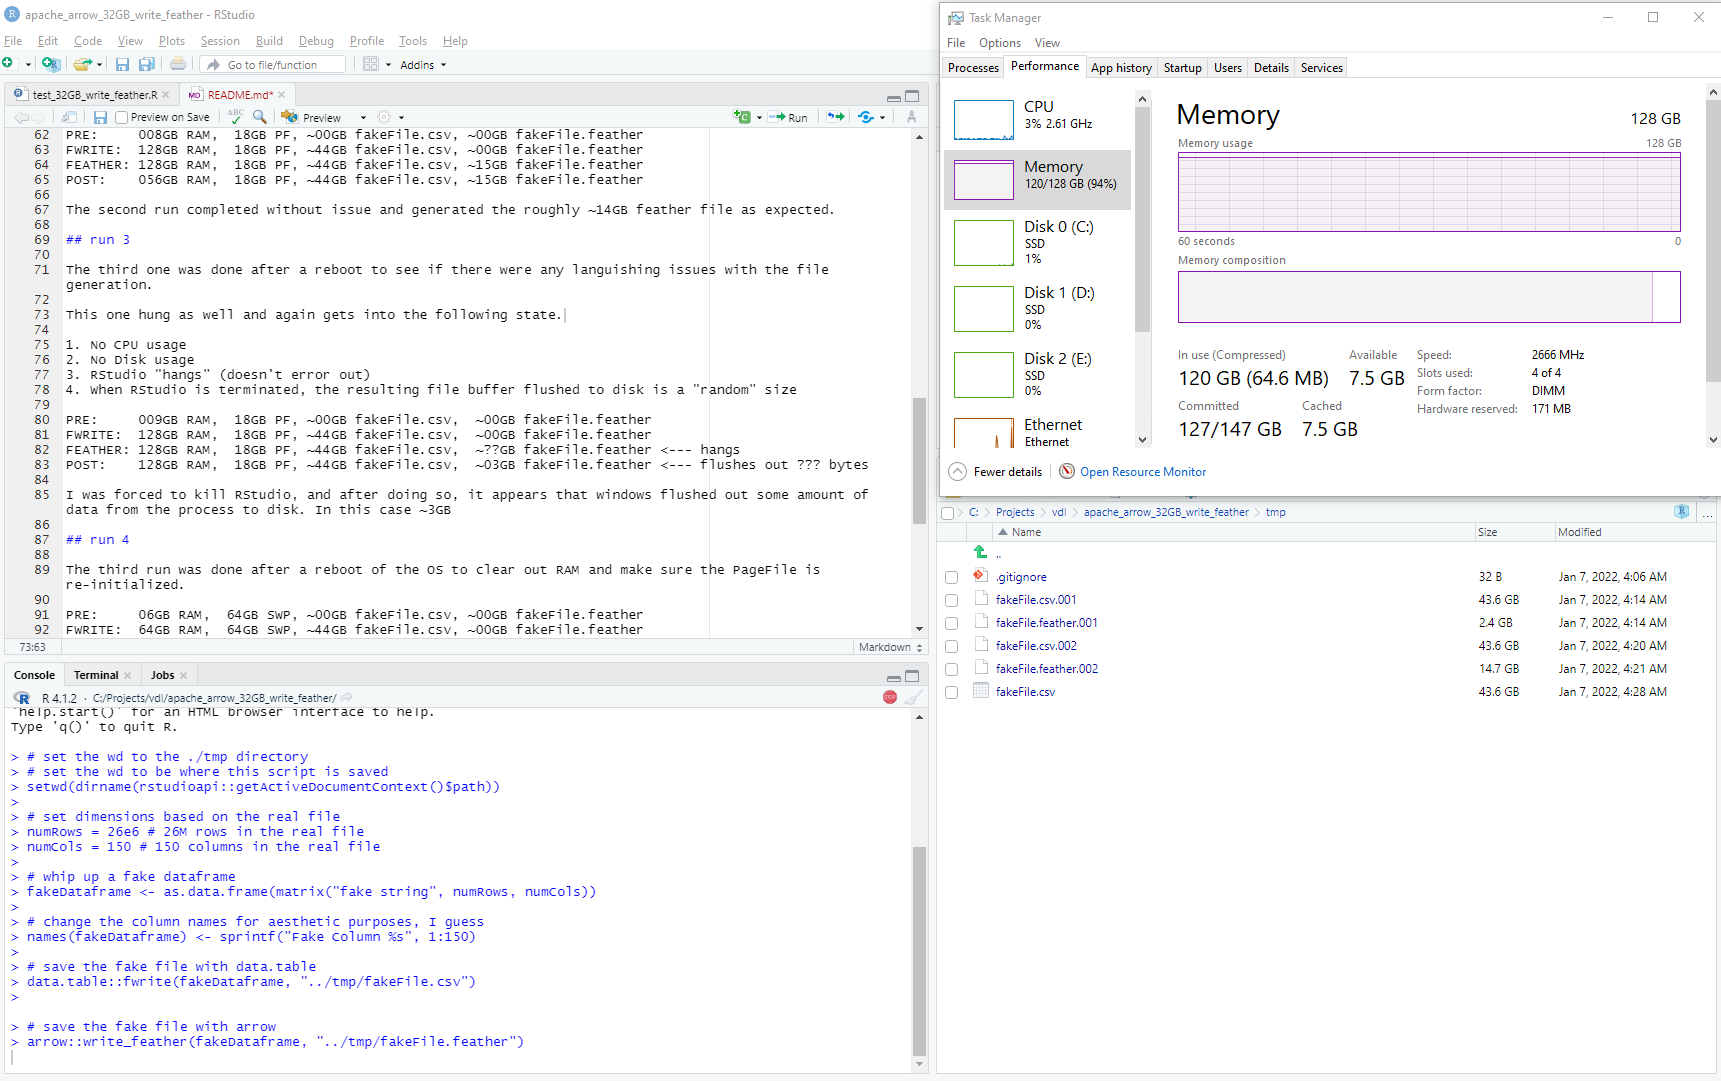 apache_arrow_32GB_write_feather - RStudio
File Edit Code View Plots Session Build Debug Profile Tools Help
Go to file/function Addins
test_32GB_write_feather.R README.md*
Preview on Save ABC Preview Run
62 PRE:     008GB RAM,  18GB PF, ~00GB fakeFile.csv, ~00GB fakeFile.feather
63 FWRITE:  128GB RAM,  18GB PF, ~44GB fakeFile.csv, ~00GB fakeFile.feather
64 FEATHER: 128GB RAM,  18GB PF, ~44GB fakeFile.csv, ~15GB fakeFile.feather
65 POST:    056GB RAM,  18GB PF, ~44GB fakeFile.csv, ~15GB fakeFile.feather
66
67 The second run completed without issue and generated the roughly ~14GB feather file as expected.
68
69 ## run 3
70
71 The third one was done after a reboot to see if there were any languishing issues with the file
generation.
72
73 This one hung as well and again gets into the following state.
74
75 1. No CPU usage
76 2. No Disk usage
77 3. RStudio "hangs" (doesn't error out)
78 4. When RStudio is terminated, the resulting file buffer flushed to disk is a "random" size
79
80 PRE:     009GB RAM,  18GB PF, ~00GB fakeFile.csv,  ~00GB fakeFile.feather
81 FWRITE:  128GB RAM,  18GB PF, ~44GB fakeFile.csv,  ~00GB fakeFile.feather
82 FEATHER: 128GB RAM,  18GB PF, ~44GB fakeFile.csv,  ~??GB fakeFile.feather <--- hangs
83 POST:    128GB RAM,  18GB PF, ~44GB fakeFile.csv,  ~03GB fakeFile.feather <--- flushes out ??? bytes
84
85 I was forced to kill RStudio, and after doing so, it appears that windows flushed out some amount of
data from the process to disk. In this case ~3GB
86
87 ## run 4
88
89 The third run was done after a reboot of the OS to clear out RAM and make sure the PageFile is
re-initialized.
90
91 PRE:     06GB RAM,  64GB SWP, ~00GB fakeFile.csv, ~00GB fakeFile.feather
92 FWRITE:  64GB RAM,  64GB SWP, ~44GB fakeFile.csv, ~00GB fakeFile.feather
73:63 Markdown
Console Terminal Jobs
R 4.1.2 · C:/Projects/vdl/apache_arrow_32GB_write_feather/
'help.start()' for an HTML browser interface to help.
Type 'q()' to quit R.
> # set the wd to the ./tmp directory
> # set the wd to be where this script is saved
> setwd(dirname(rstudioapi::getActiveDocumentContext()$path))
>
> # set dimensions based on the real file
> numRows = 26e6 # 26M rows in the real file
> numCols = 150 # 150 columns in the real file
>
> # whip up a fake dataframe
> fakeDataframe <- as.data.frame(matrix("fake string", numRows, numCols))
>
> # change the column names for aesthetic purposes, I guess
> names(fakeDataframe) <- sprintf("Fake Column %s", 1:150)
>
> # save the fake file with data.table
> data.table::fwrite(fakeDataframe, "../tmp/fakeFile.csv")
>
> # save the fake file with arrow
> arrow::write_feather(fakeDataframe, "../tmp/fakeFile.feather")
Task Manager
File Options View
Processes Performance App history Startup Users Details Services
CPU
3% 2.61 GHz
Memory
120/128 GB (94%)
Disk 0 (C:)
SSD
1%
Disk 1 (D:)
SSD
0%
Disk 2 (E:)
SSD
0%
Ethernet
Ethernet
Memory 128 GB
Memory usage 128 GB
60 seconds 0
Memory composition
In use (Compressed) Available
120 GB (64.6 MB) 7.5 GB
Committed Cached
127/147 GB 7.5 GB
Speed: 2666 MHz
Slots used: 4 of 4
Form factor: DIMM
Hardware reserved: 171 MB
Fewer details Open Resource Monitor
C: Projects vdl apache_arrow_32GB_write_feather tmp ...
Name Size Modified
..
.gitignore 32 B Jan 7, 2022, 4:06 AM
fakeFile.csv.001 43.6 GB Jan 7, 2022, 4:14 AM
fakeFile.feather.001 2.4 GB Jan 7, 2022, 4:14 AM
fakeFile.csv.002 43.6 GB Jan 7, 2022, 4:20 AM
fakeFile.feather.002 14.7 GB Jan 7, 2022, 4:21 AM
fakeFile.csv 43.6 GB Jan 7, 2022, 4:28 AM